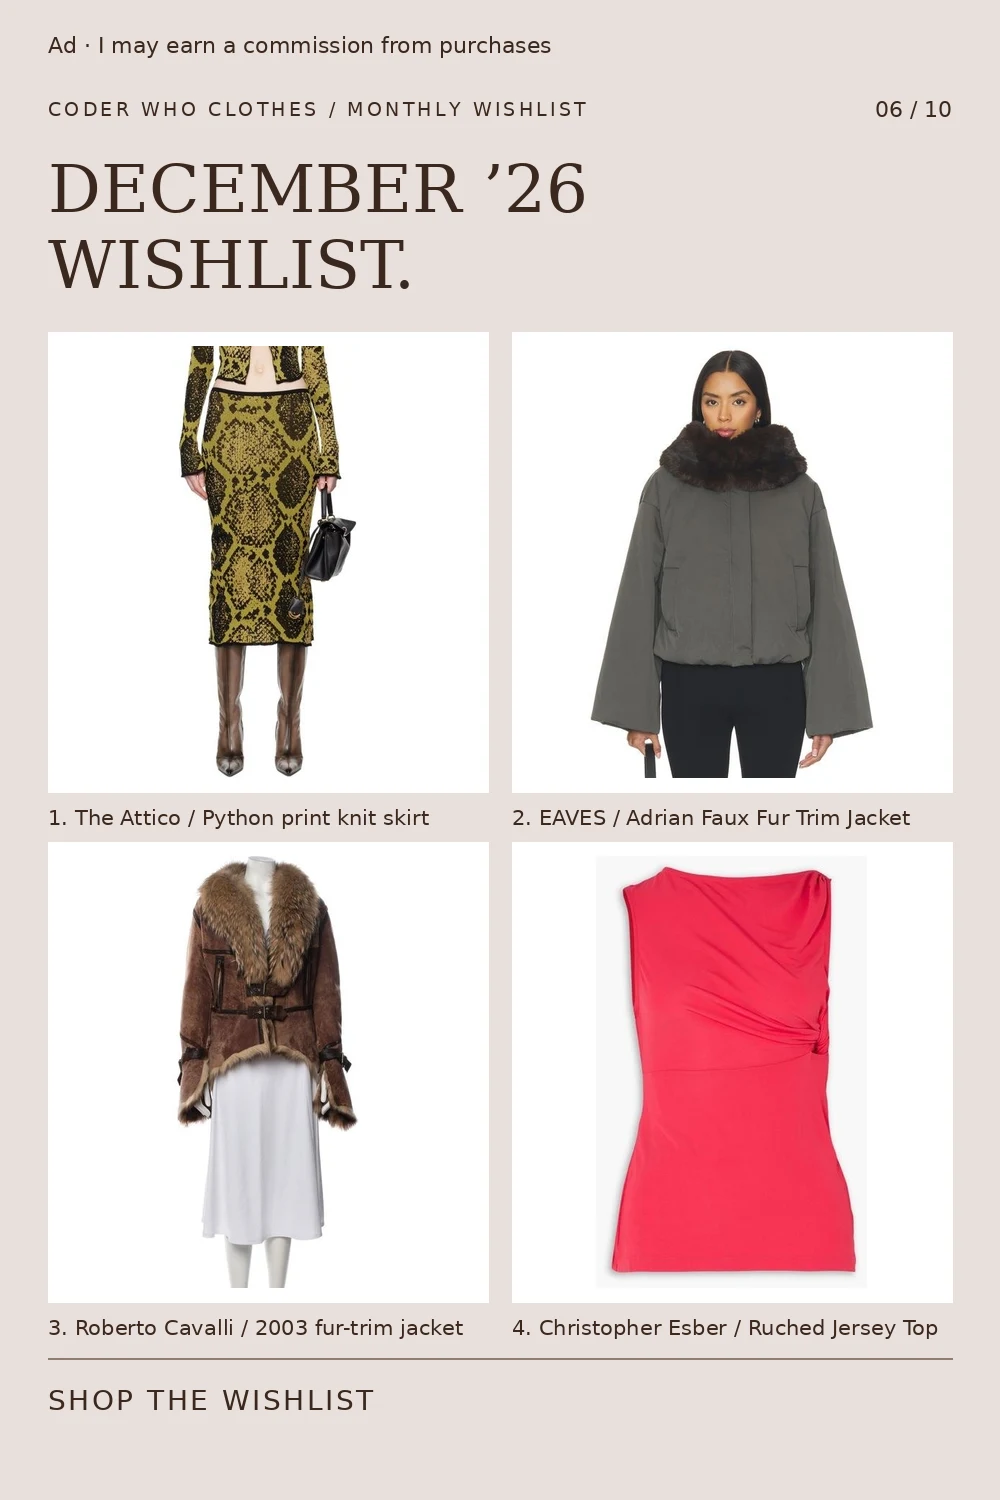 Ad · I may earn a commission from purchases
CODER WHO CLOTHES / MONTHLY WISHLIST
06 / 10
DECEMBER ’26
WISHLIST.
1. The Attico / Python print knit skirt
2. EAVES / Adrian Faux Fur Trim Jacket
3. Roberto Cavalli / 2003 fur-trim jacket
4. Christopher Esber / Ruched Jersey Top
SHOP THE WISHLIST